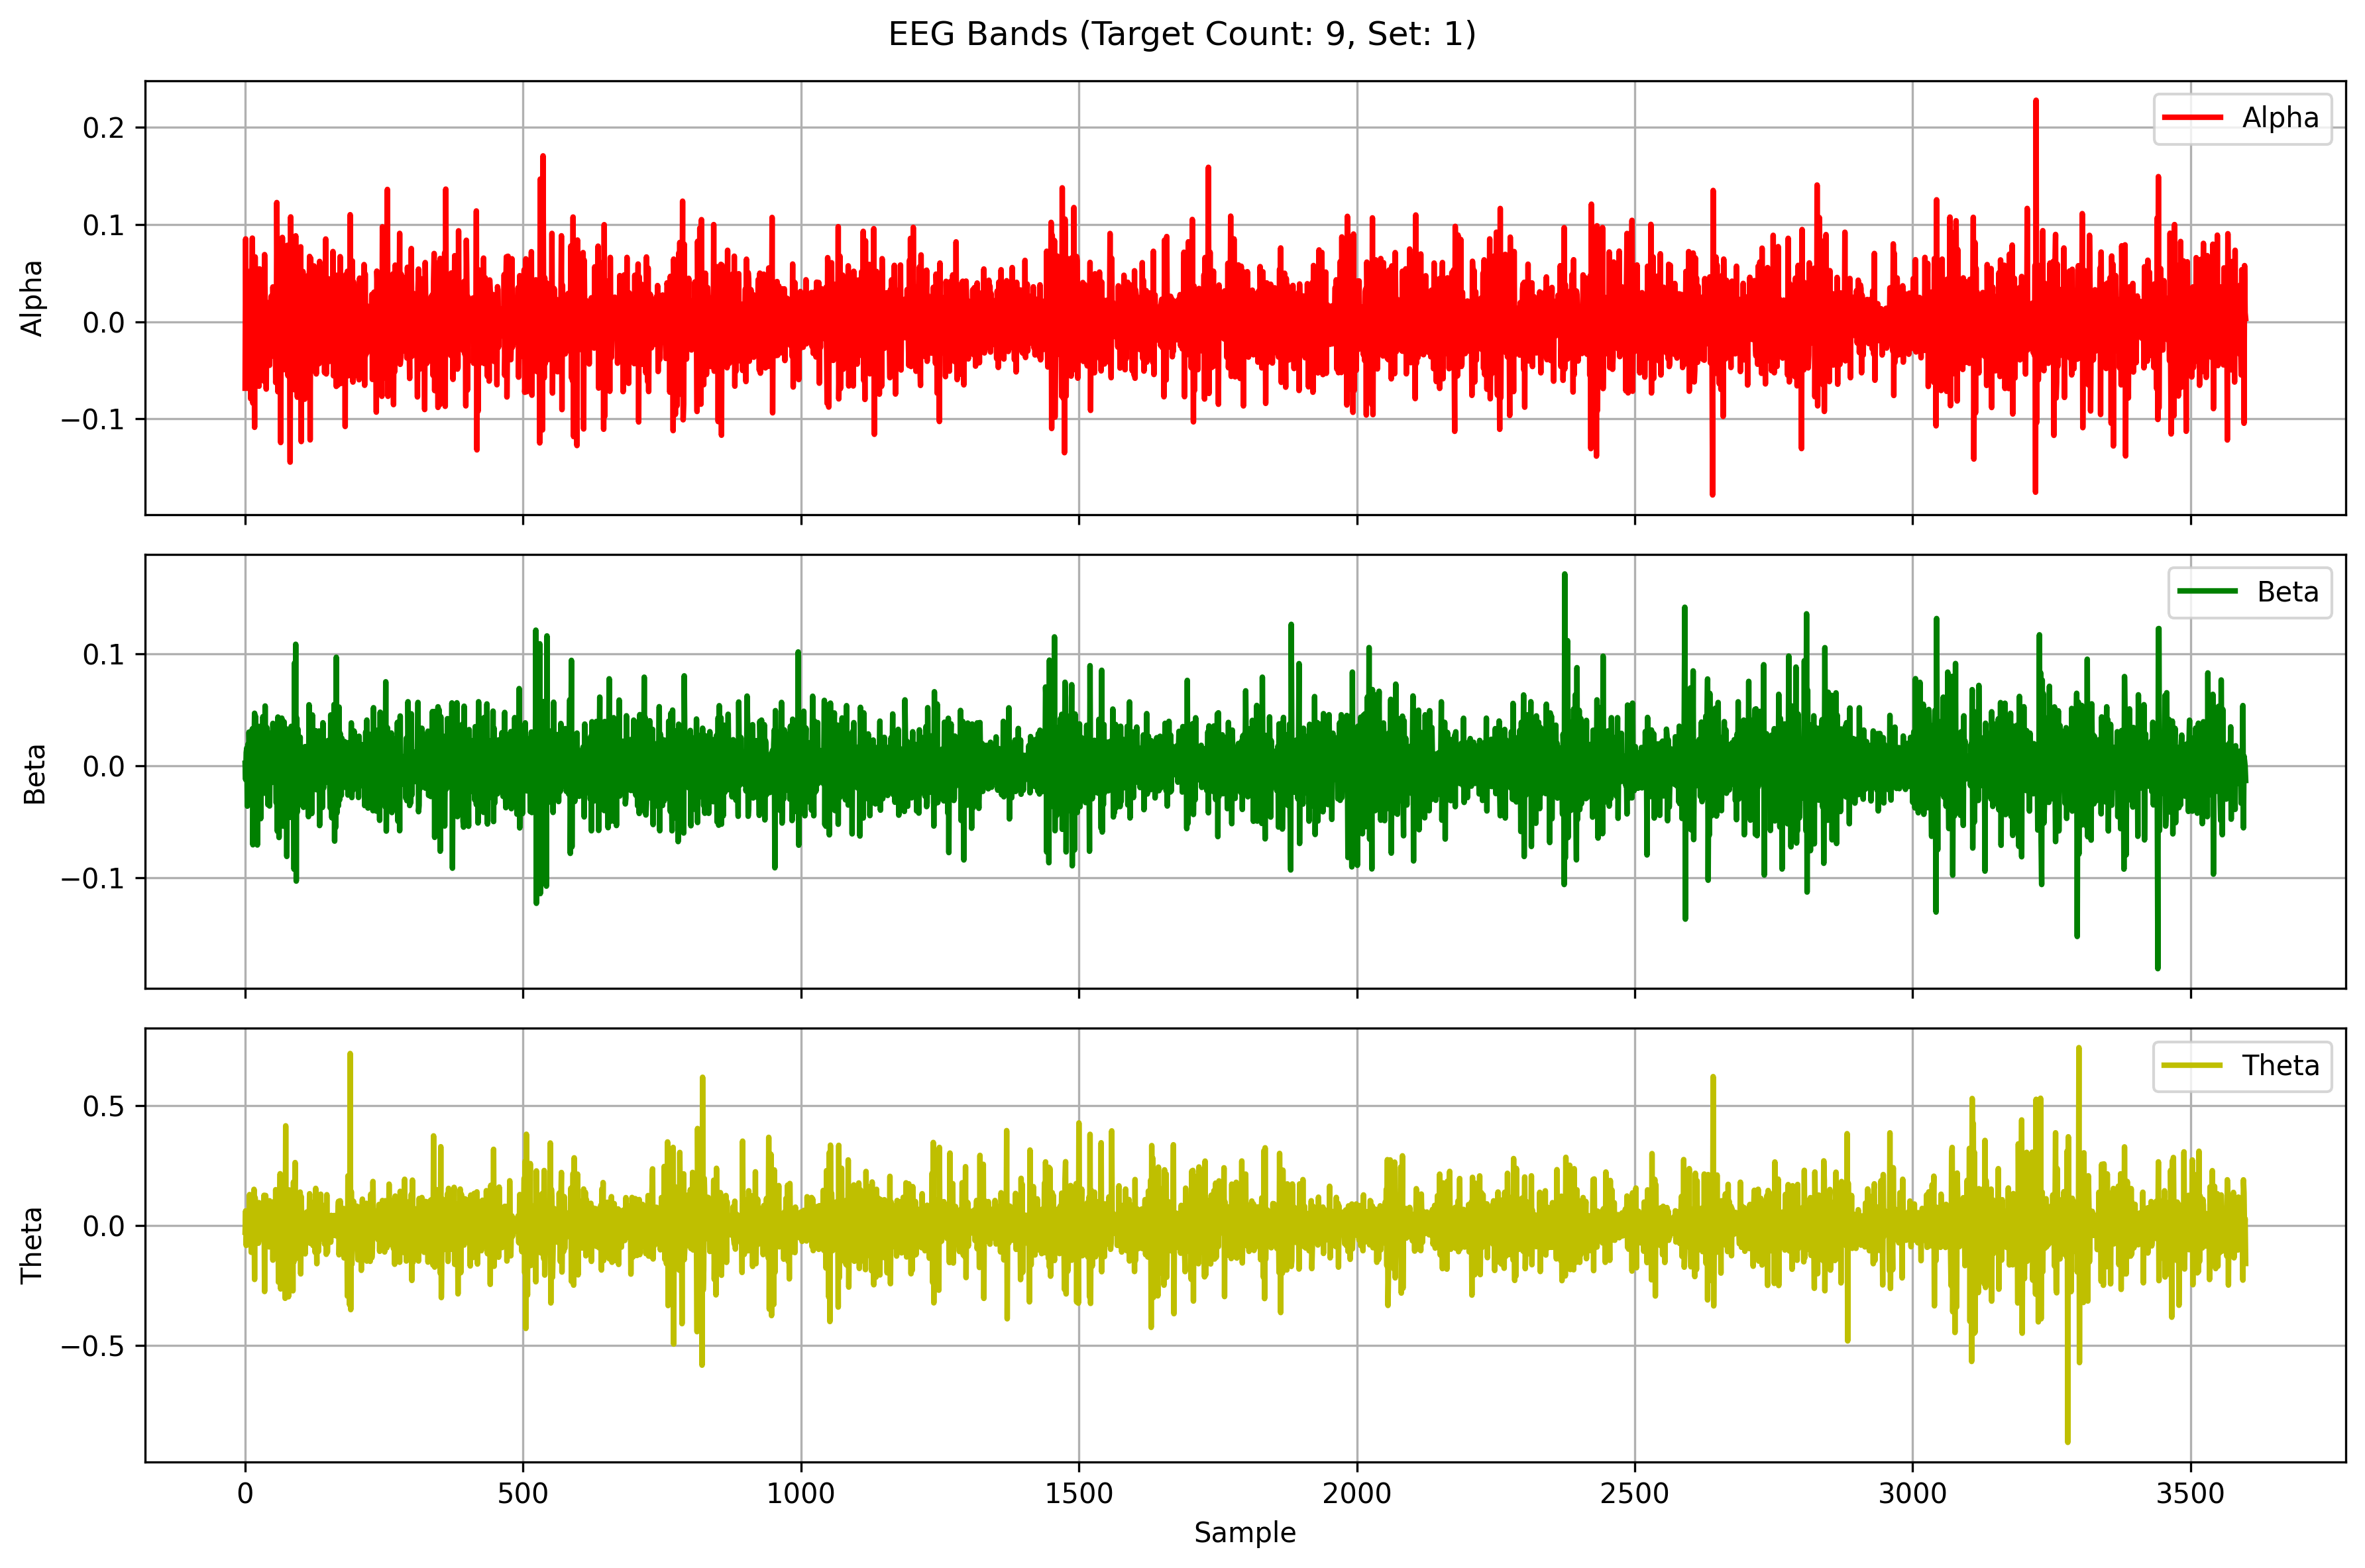 EEG Bands (Target Count: 9, Set: 1)
Alpha
0.2
0.1
0.0
−0.1
Alpha
Beta
0.1
0.0
−0.1
Beta
Theta
0.5
0.0
−0.5
Theta
0 500 1000 1500 2000 2500 3000 3500
Sample